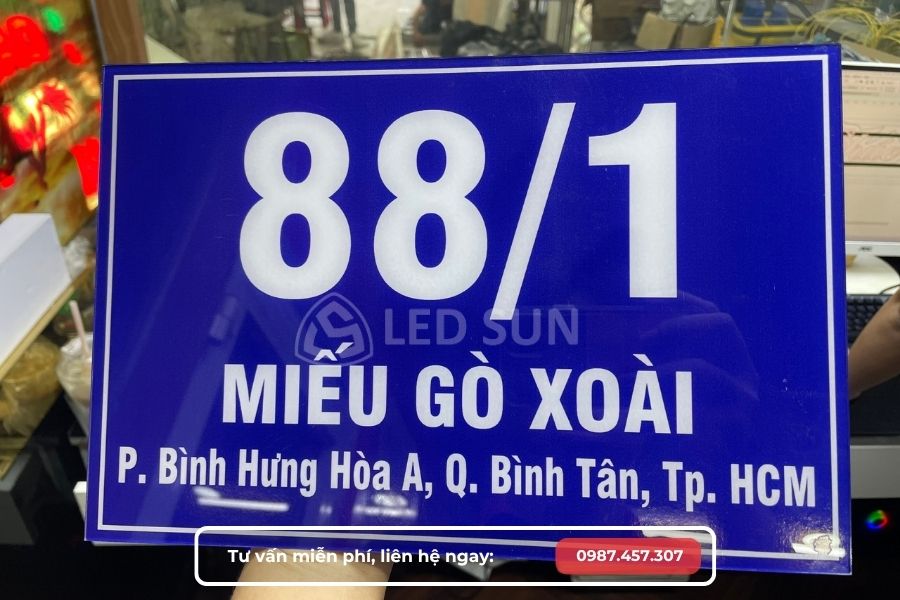 88/1
LED SUN
MIẾU GÒ XOÀI
P. Bình Hưng Hòa A, Q. Bình Tân, Tp. HCM
Tư vấn miễn phí, liên hệ ngay: 0987.457.307